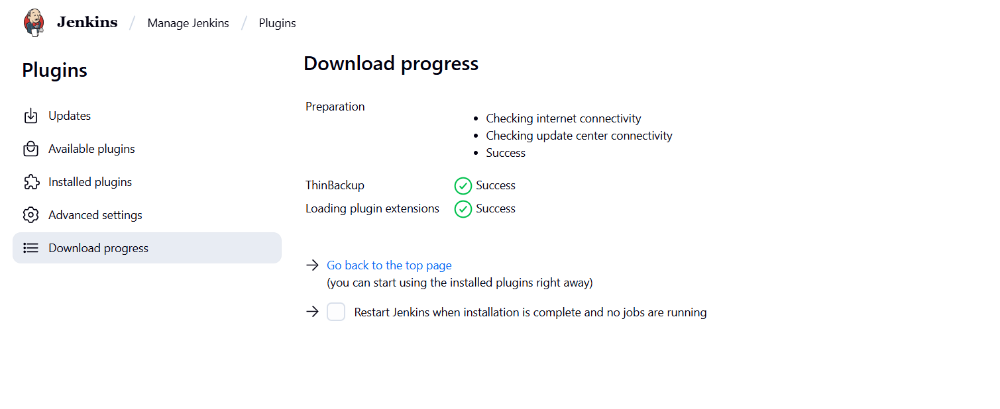 Jenkins / Manage Jenkins / Plugins
Plugins
Updates
Available plugins
Installed plugins
Advanced settings
Download progress
Download progress
Preparation
Checking internet connectivity
Checking update center connectivity
Success
ThinBackup Success
Loading plugin extensions Success
Go back to the top page
(you can start using the installed plugins right away)
Restart Jenkins when installation is complete and no jobs are running